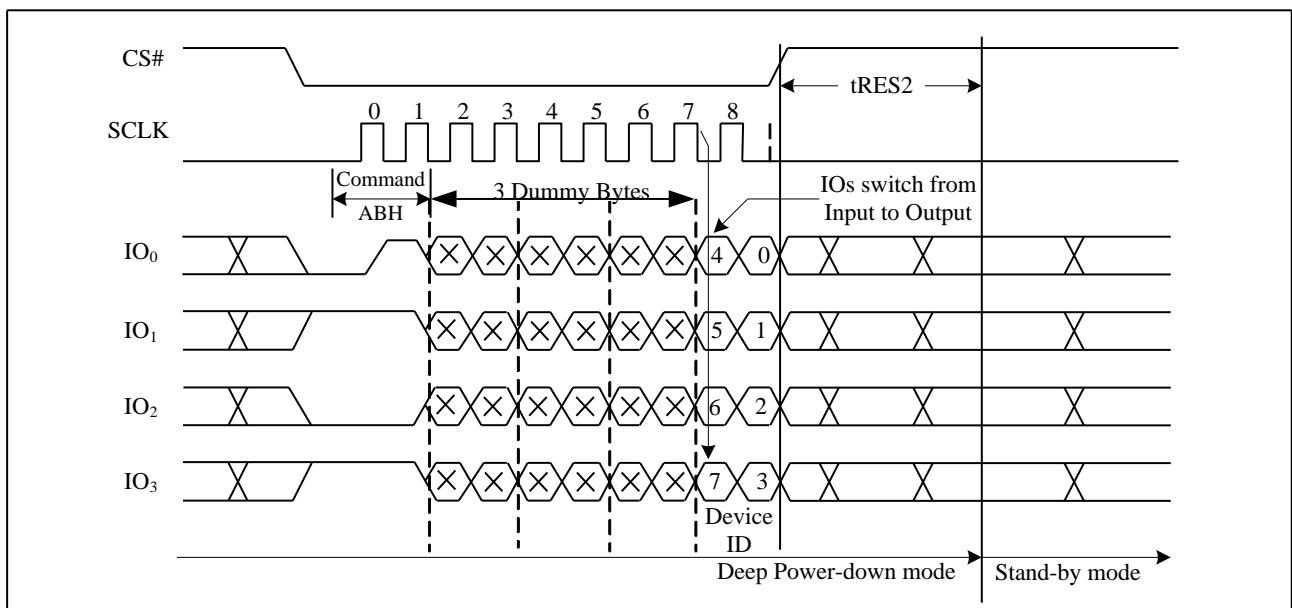 CS#
tRES2
0 1 2 3 4 5 6 7 8
SCLK
Command
ABH
3 Dummy Bytes
IOs switch from
Input to Output
IO0 4 0
IO1 5 1
IO2 6 2
IO3 7 3
Device
ID
Deep Power-down mode Stand-by mode